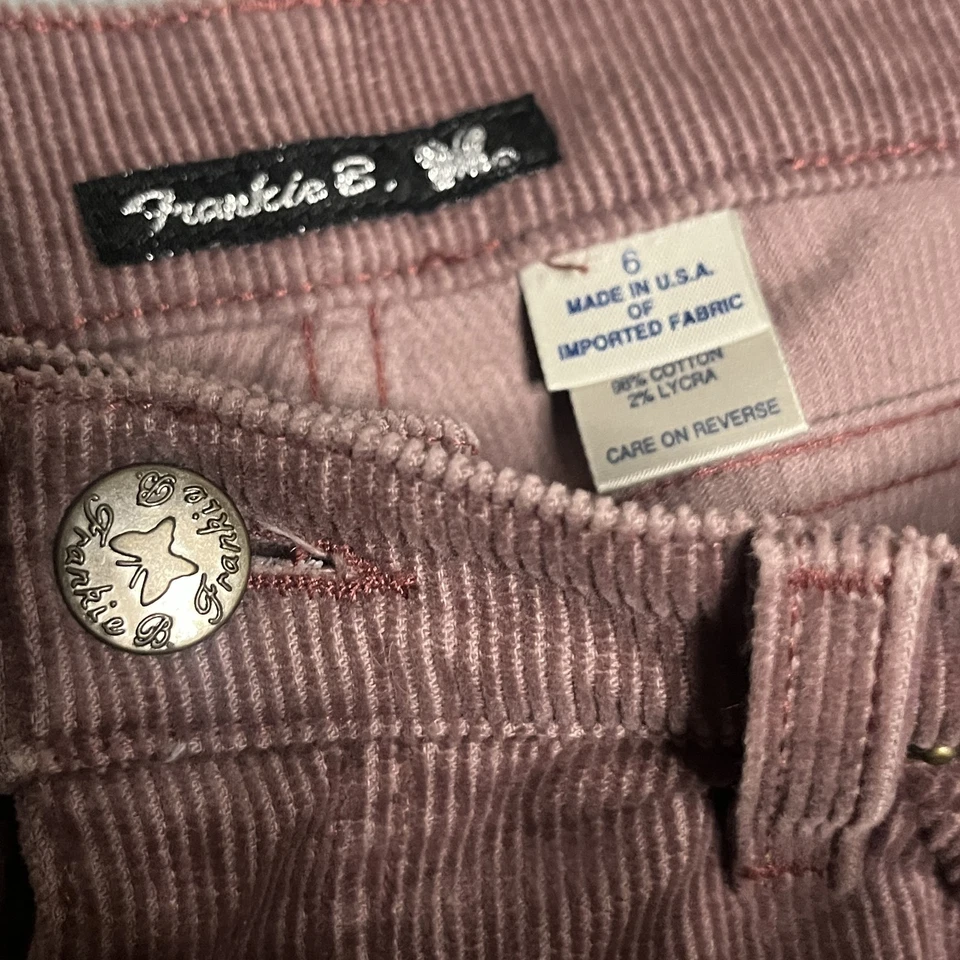 Frankie B.
6
MADE IN U.S.A.
OF
IMPORTED FABRIC
98% COTTON
2% LYCRA
CARE ON REVERSE
Frankie B
Frankie B